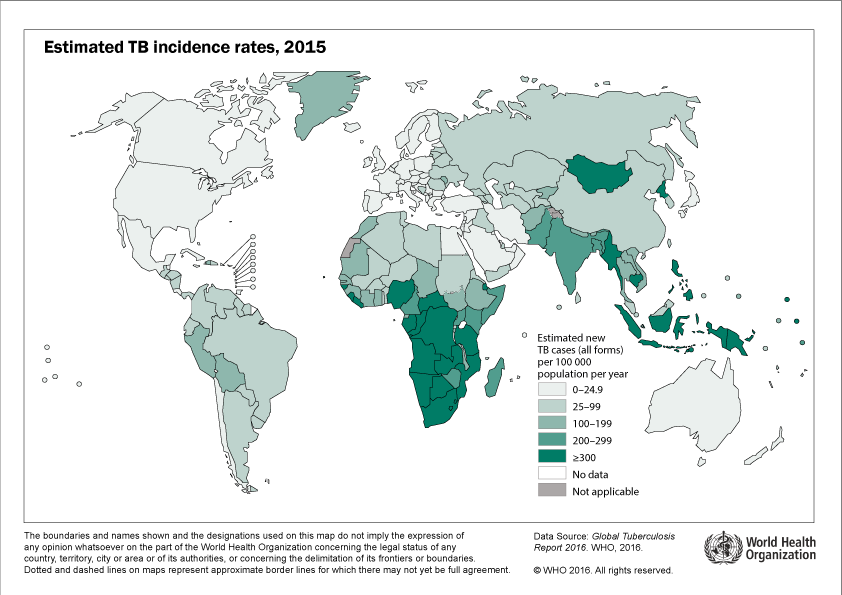 Estimated TB incidence rates, 2015
Estimated new
TB cases (all forms)
per 100 000
population per year
0–24.9
25–99
100–199
200–299
≥300
No data
Not applicable
The boundaries and names shown and the designations used on this map do not imply the expression of
any opinion whatsoever on the part of the World Health Organization concerning the legal status of any
country, territory, city or area or of its authorities, or concerning the delimitation of its frontiers or boundaries.
Dotted and dashed lines on maps represent approximate border lines for which there may not yet be full agreement.
Data Source: Global Tuberculosis
Report 2016. WHO, 2016.
© WHO 2016. All rights reserved.
World Health
Organization